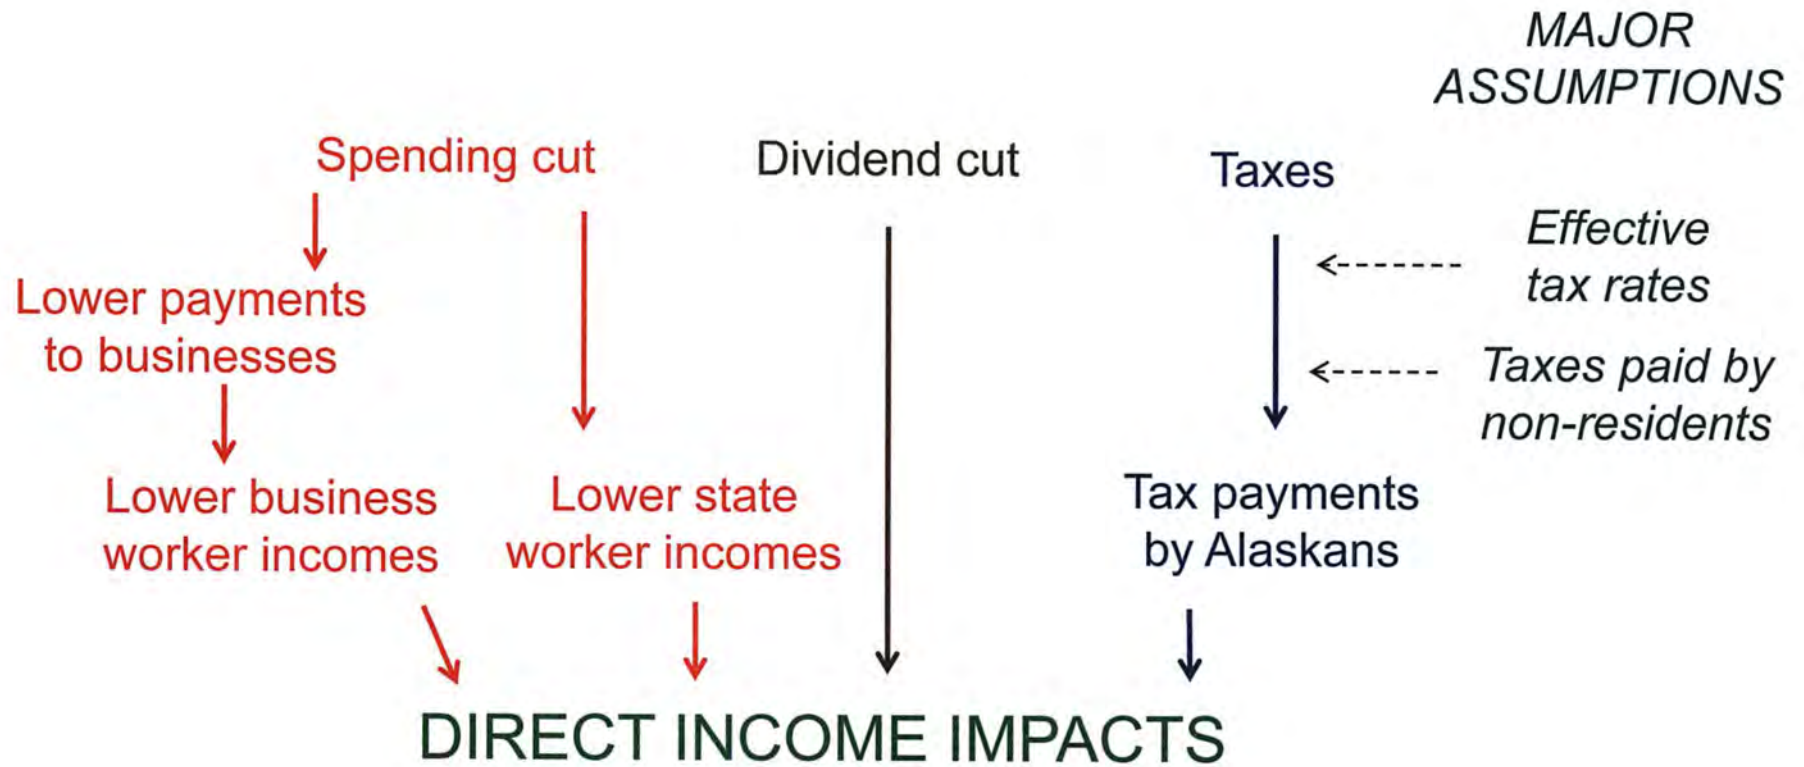 MAJOR
ASSUMPTIONS
Spending cut
Dividend cut
Taxes
Effective
tax rates
Lower payments
to businesses
Taxes paid by
non-residents
Lower business
worker incomes
Lower state
worker incomes
Tax payments
by Alaskans
DIRECT INCOME IMPACTS